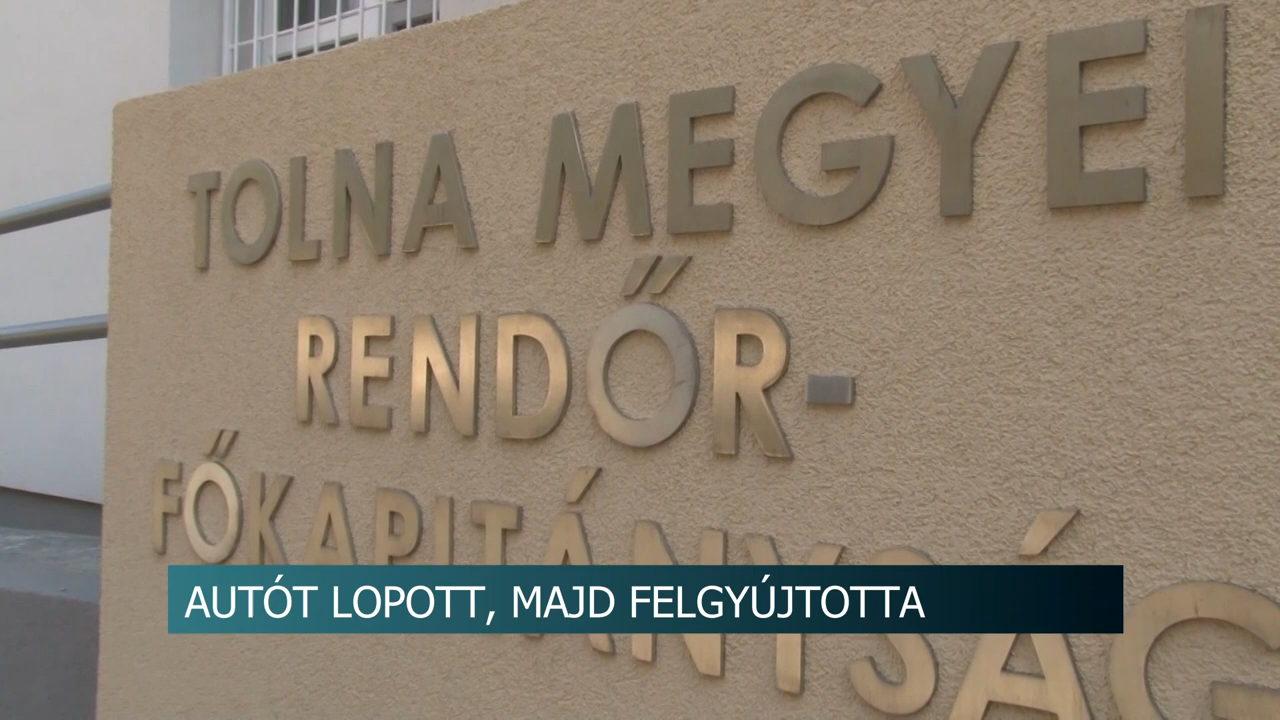 TOLNA MEGYEI
RENDŐR-
FŐKAPITÁNYSÁG
AUTÓT LOPOTT, MAJD FELGYÚJTOTTA